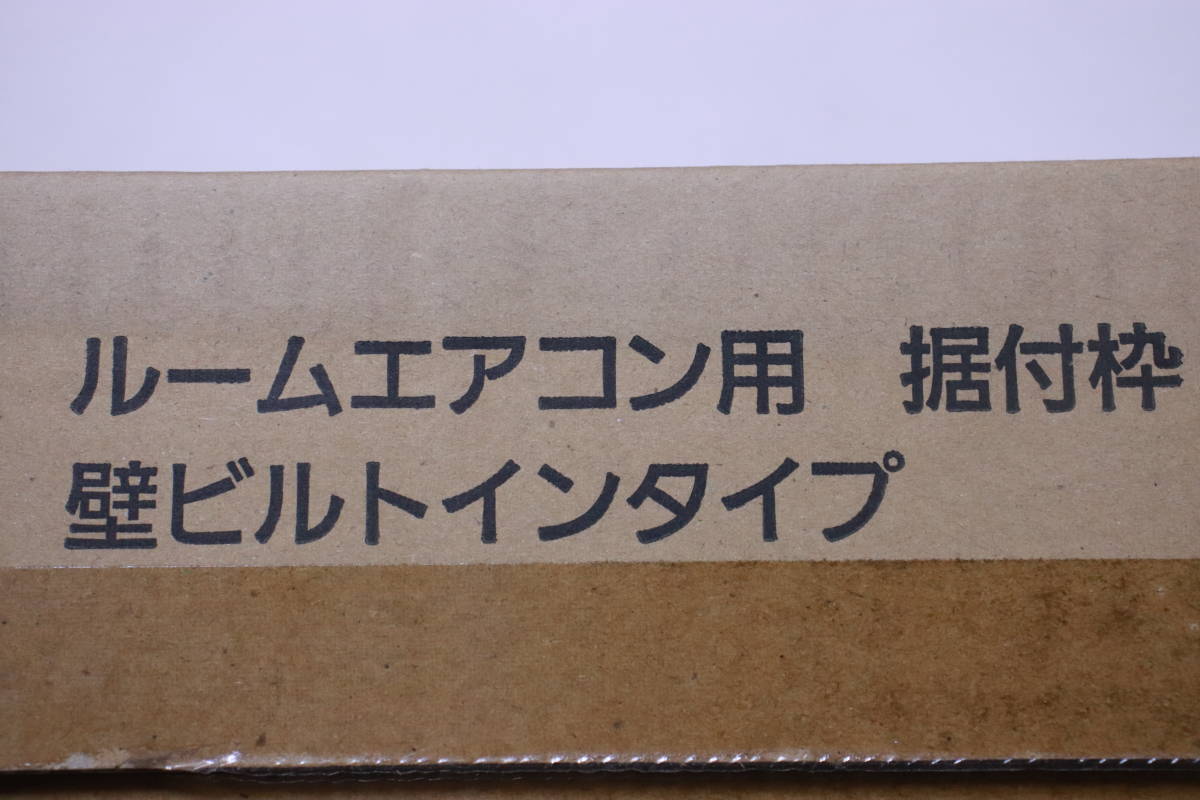 ルームエアコン用　据付枠
壁ビルトインタイプ